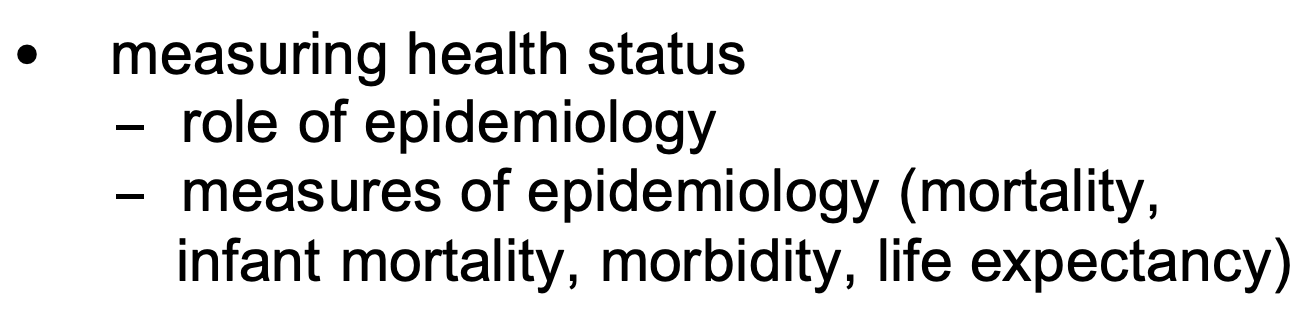 • measuring health status
– role of epidemiology
– measures of epidemiology (mortality,
infant mortality, morbidity, life expectancy)